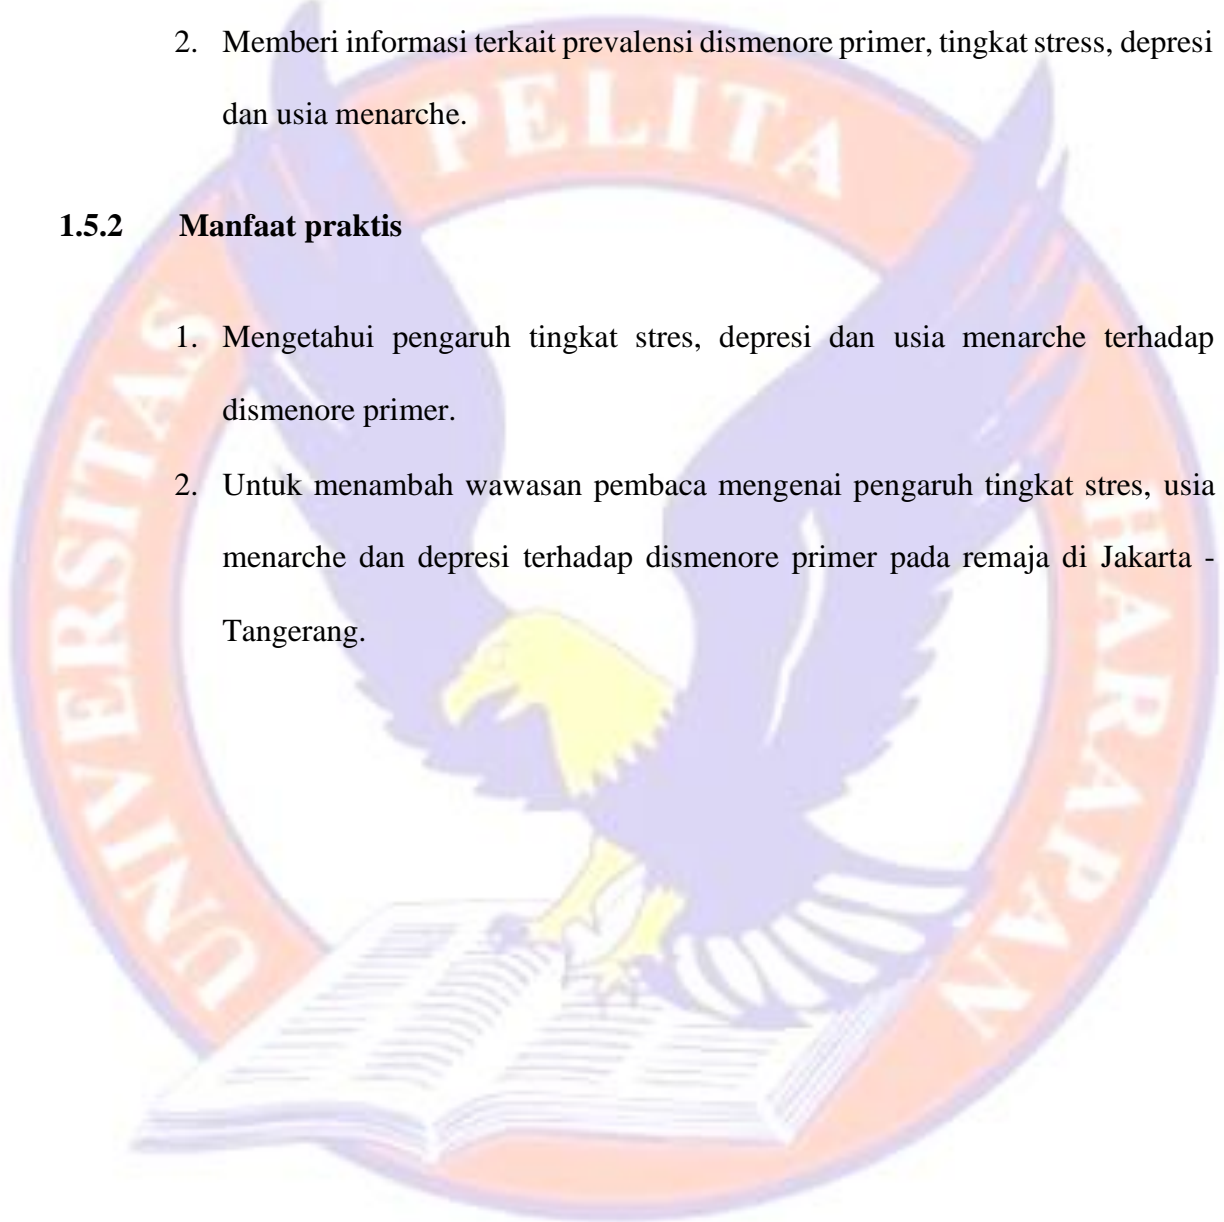 2. Memberi informasi terkait prevalensi dismenore primer, tingkat stress, depresi
dan usia menarche.
1.5.2 Manfaat praktis
1. Mengetahui pengaruh tingkat stres, depresi dan usia menarche terhadap
dismenore primer.
2. Untuk menambah wawasan pembaca mengenai pengaruh tingkat stres, usia
menarche dan depresi terhadap dismenore primer pada remaja di Jakarta -
Tangerang.
UNIVERSITAS PELITA HARAPAN